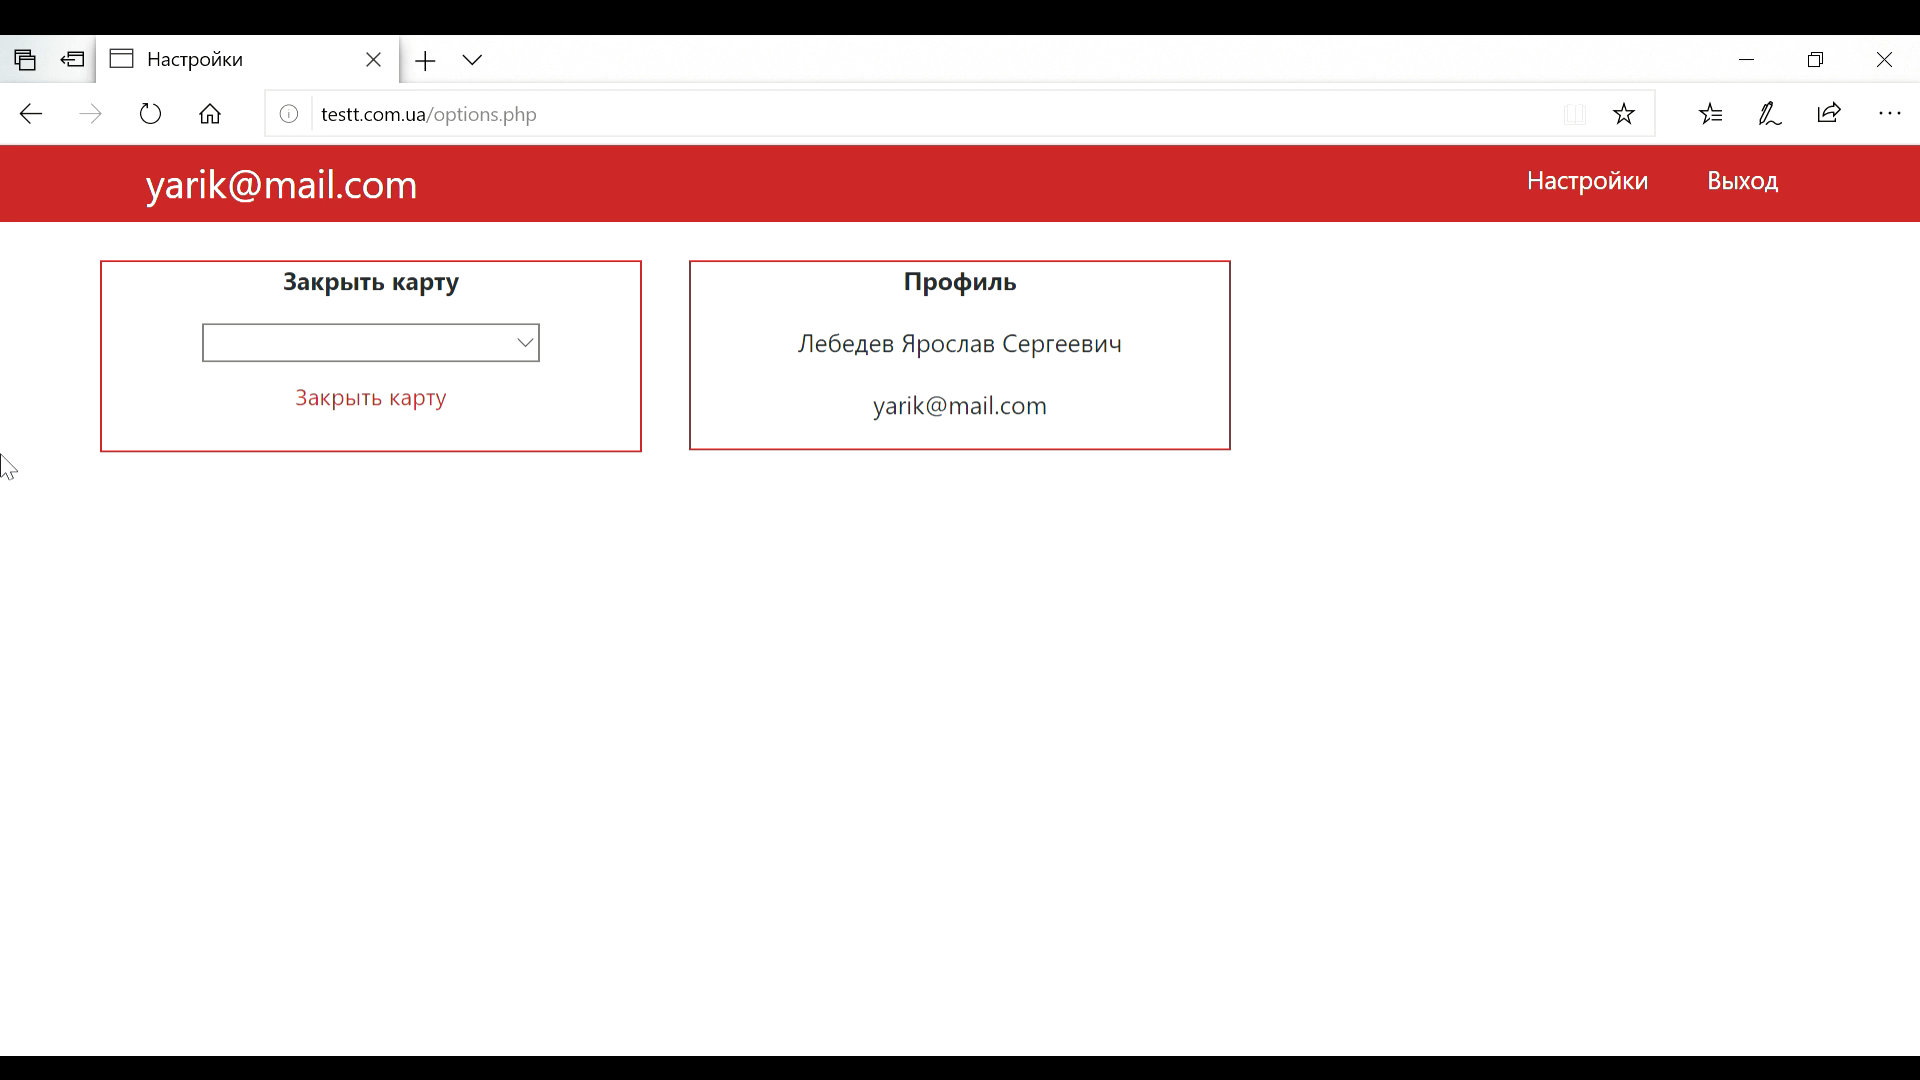 Настройки
testt.com.ua/options.php
yarik@mail.com
Настройки
Выход
Закрыть карту
Закрыть карту
Профиль
Лебедев Ярослав Сергеевич
yarik@mail.com